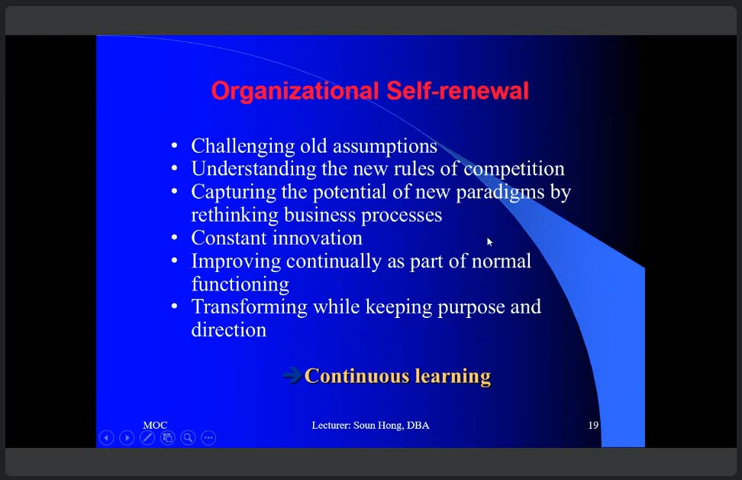 Organizational Self-renewal
• Challenging old assumptions
• Understanding the new rules of competition
• Capturing the potential of new paradigms by
rethinking business processes
• Constant innovation
• Improving continually as part of normal
functioning
• Transforming while keeping purpose and
direction
➔Continuous learning
MOC
Lecturer: Soun Hong, DBA
19